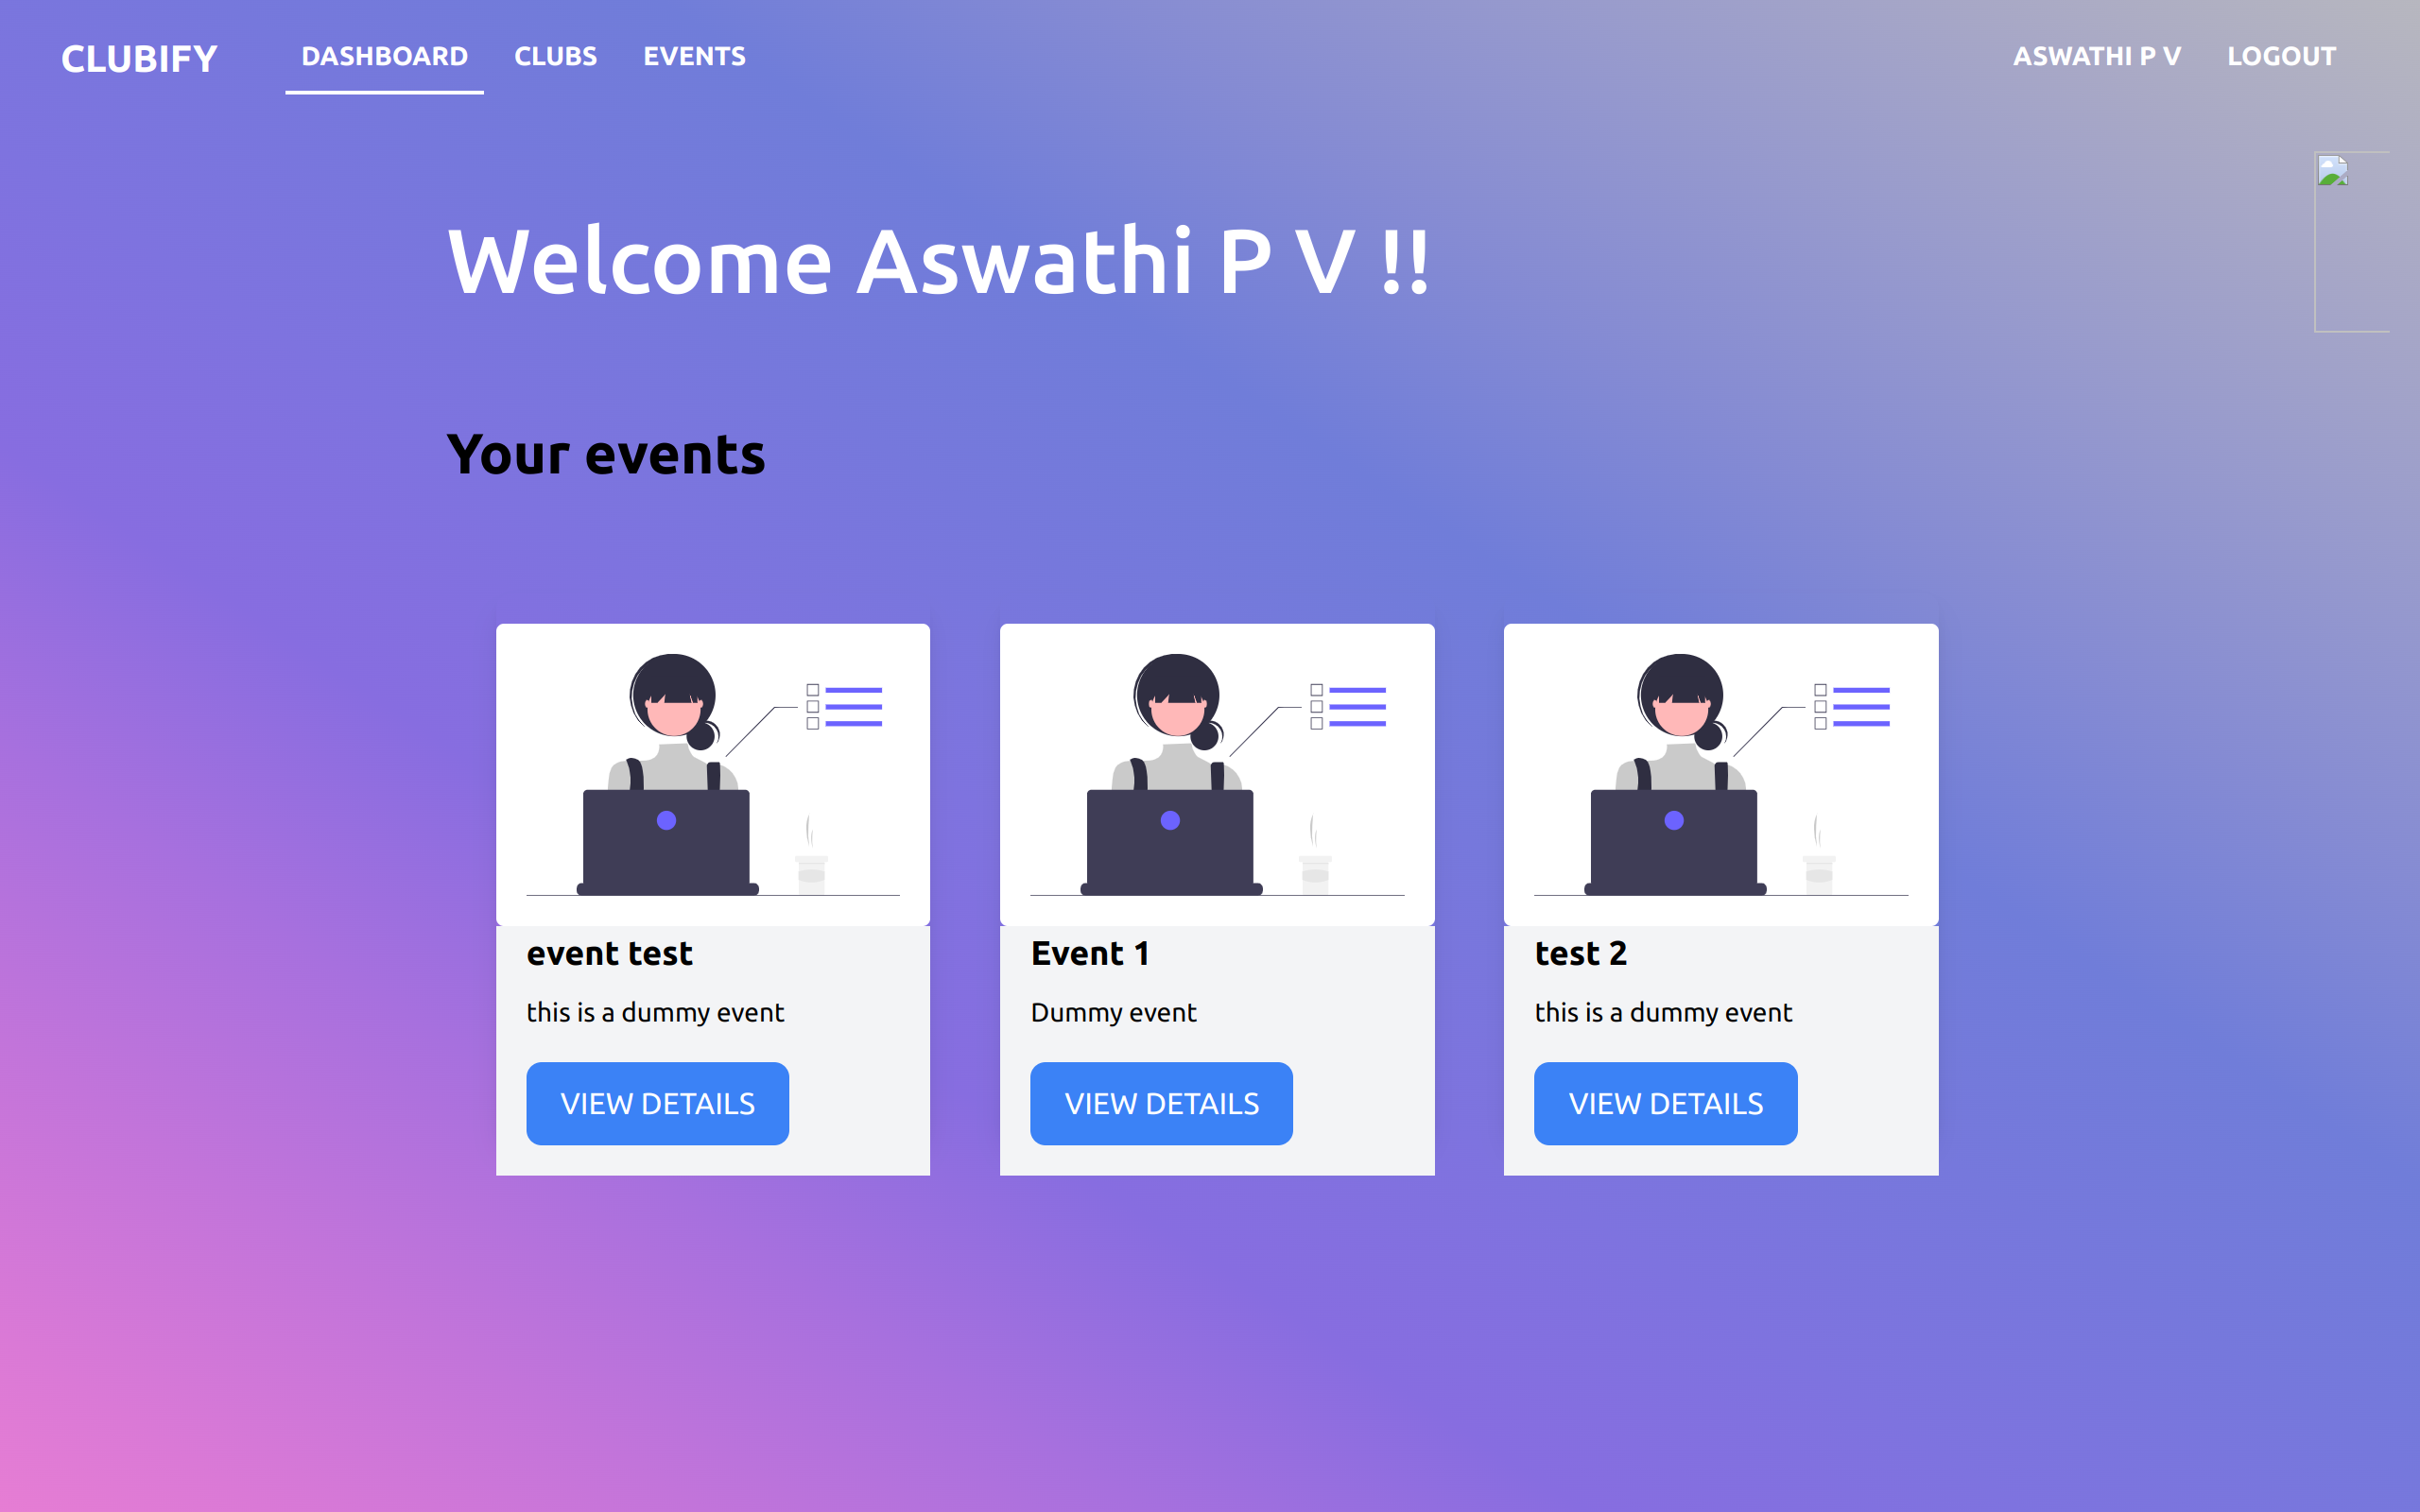 CLUBIFY DASHBOARD CLUBS EVENTS ASWATHI P V LOGOUT
Welcome Aswathi P V !!
Your events
event test
this is a dummy event
VIEW DETAILS
Event 1
Dummy event
VIEW DETAILS
test 2
this is a dummy event
VIEW DETAILS